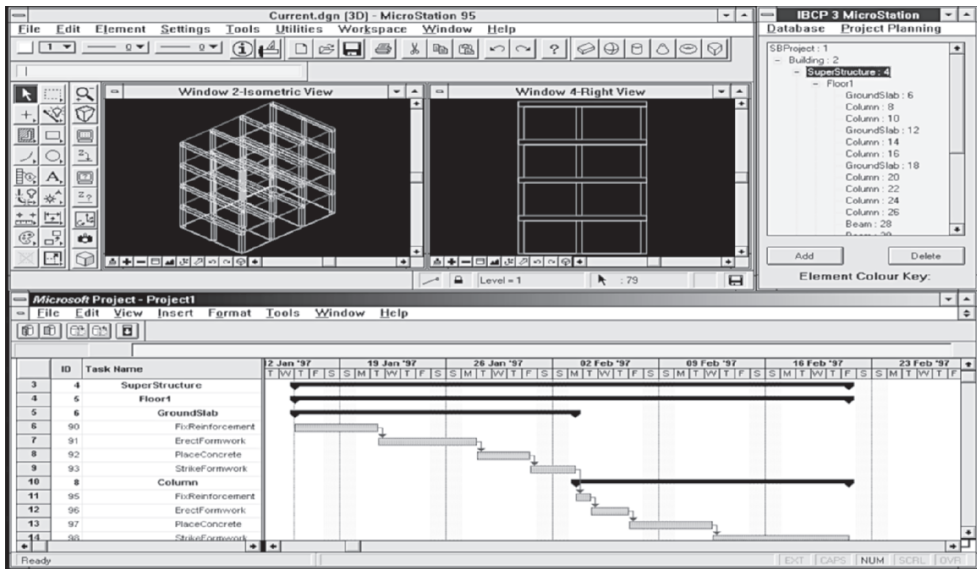 Current.dgn [3D] - MicroStation 95
File Edit Element Settings Tools Utilities Workspace Window Help
1 0 0
Window 2-Isometric View
Window 4-Right View
Level = 1 : 79
IBCP 3 MicroStation
Database Project Planning
SBProject : 1
Building : 2
SuperStructure : 4
Floor1
GroundSlab : 6
Column : 8
Column : 10
GroundSlab : 12
Column : 14
Column : 16
GroundSlab : 18
Column : 20
Column : 22
Column : 24
Column : 26
Beam : 28
Add Delete
Element Colour Key:
Microsoft Project - Project1
File Edit View Insert Format Tools Window Help
ID Task Name 2 Jan '97 19 Jan '97 26 Jan '97 02 Feb '97 09 Feb '97 16 Feb '97 23 Feb '97
T W T F S S M T W T F S S M T W T F S S M T W T F S S M T W T F S S M T W T F S S M T W T F
3 4 SuperStructure
4 5 Floor1
5 6 GroundSlab
6 90 FixReinforcement
7 91 ErectFormwork
8 92 PlaceConcrete
9 93 StrikeFormwork
10 8 Column
11 95 FixReinforcement
12 96 ErectFormwork
13 97 PlaceConcrete
14 98 StrikeFormwork
Ready EXT CAPS NUM SCRL OVR